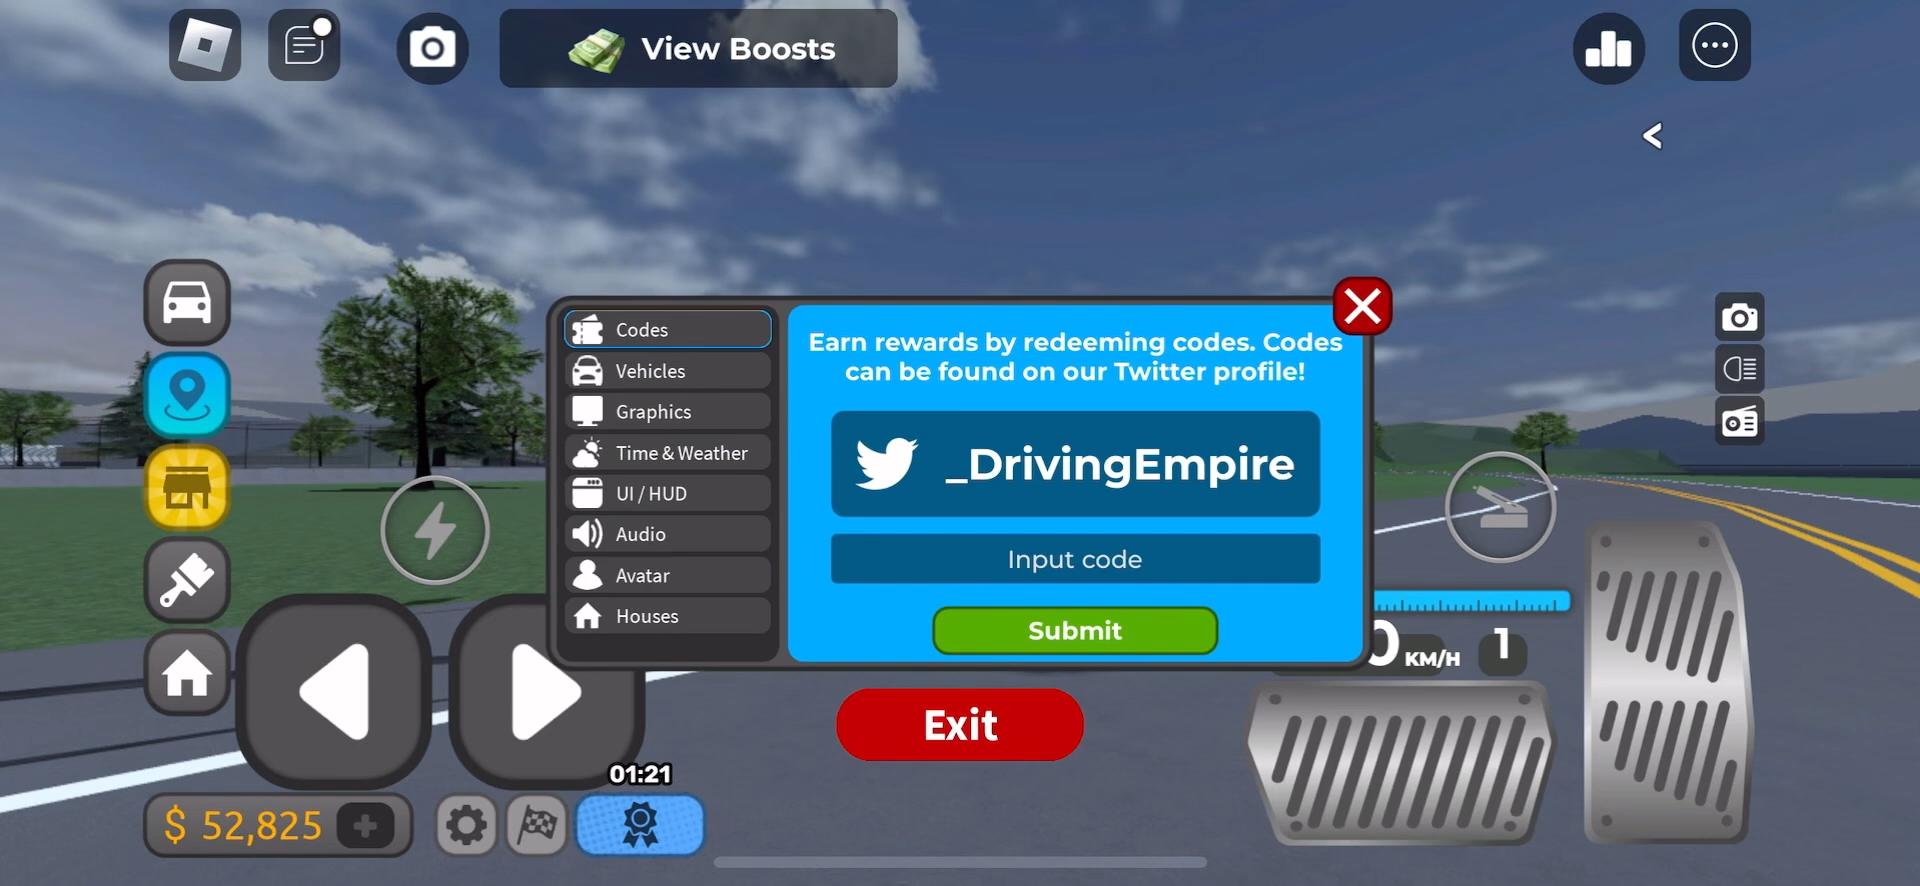 View Boosts
Codes
Vehicles
Graphics
Time & Weather
UI / HUD
Audio
Avatar
Houses
Earn rewards by redeeming codes. Codes
can be found on our Twitter profile!
_DrivingEmpire
Input code
Submit
0 KM/H 1
Exit
01:21
$ 52,825